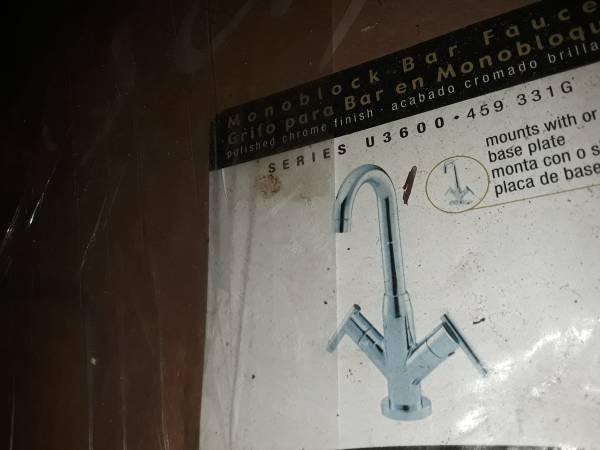 Monoblock Bar Fauce
Grifo para Bar en Monobloqu
polished chrome finish · acabado cromado brilla
SERIES U3600 · 459 331G
mounts with or
base plate
monta con o s
placa de base